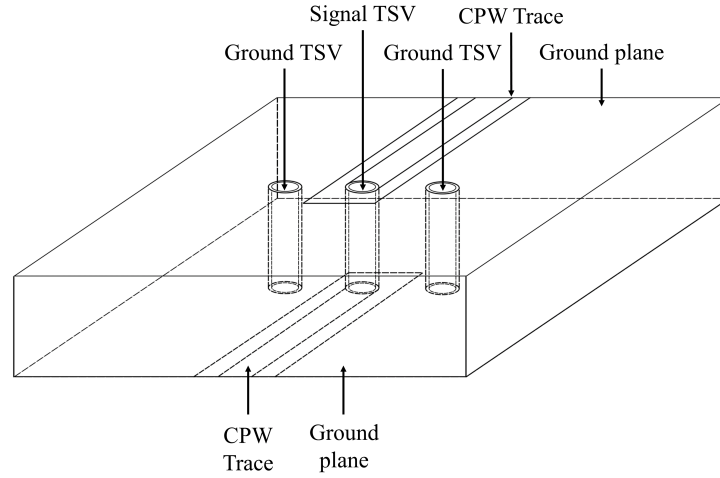 Signal TSV
CPW Trace
Ground TSV
Ground TSV
Ground plane
CPW
Trace
Ground
plane